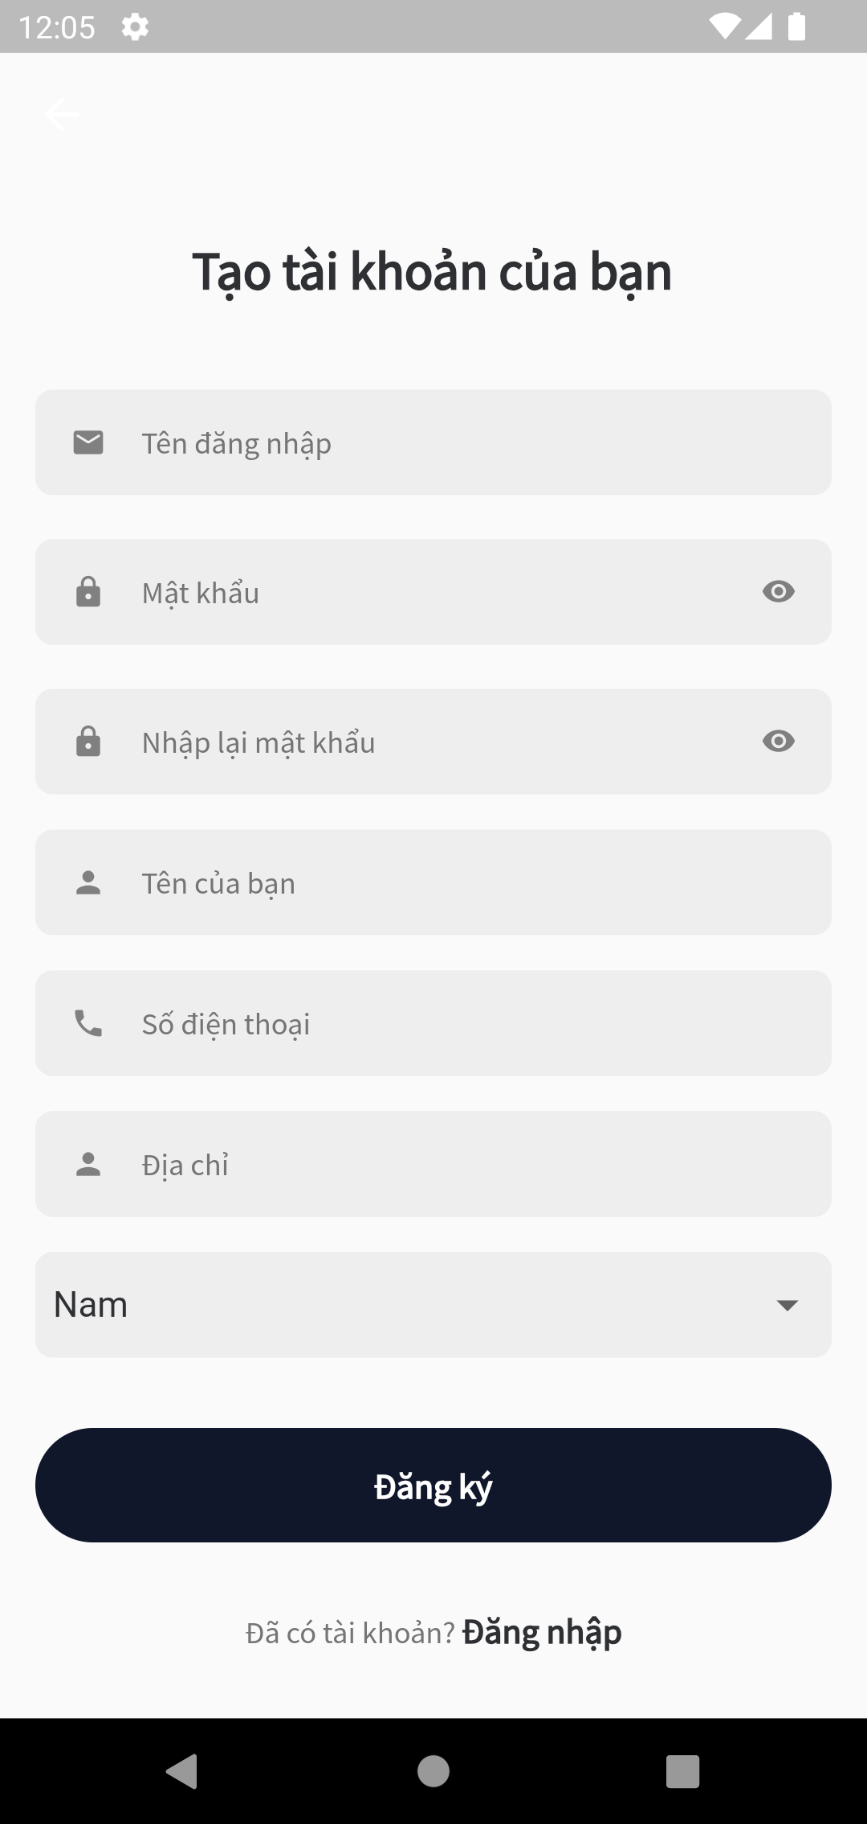 12:05
Tạo tài khoản của bạn
Tên đăng nhập
Mật khẩu
Nhập lại mật khẩu
Tên của bạn
Số điện thoại
Địa chỉ
Nam
Đăng ký
Đã có tài khoản? Đăng nhập